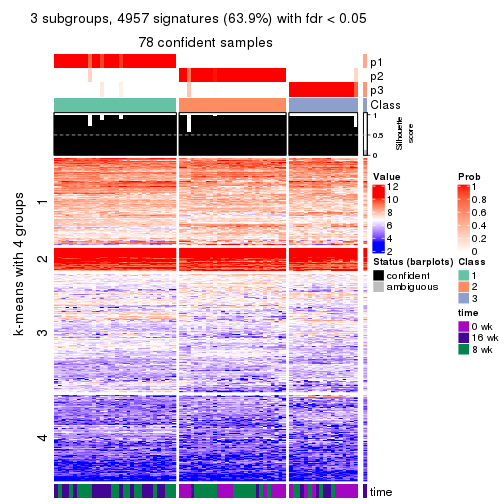 3 subgroups, 4957 signatures (63.9%) with fdr < 0.05
78 confident samples
p1
p2
p3
Class
1
0.5
0
Silhouette
score
k-means with 4 groups
1
2
3
4
time
Value
12
10
8
6
4
2
Prob
1
0.8
0.6
0.4
0.2
0
Status (barplots)
confident
ambiguous
Class
1
2
3
time
0 wk
16 wk
8 wk